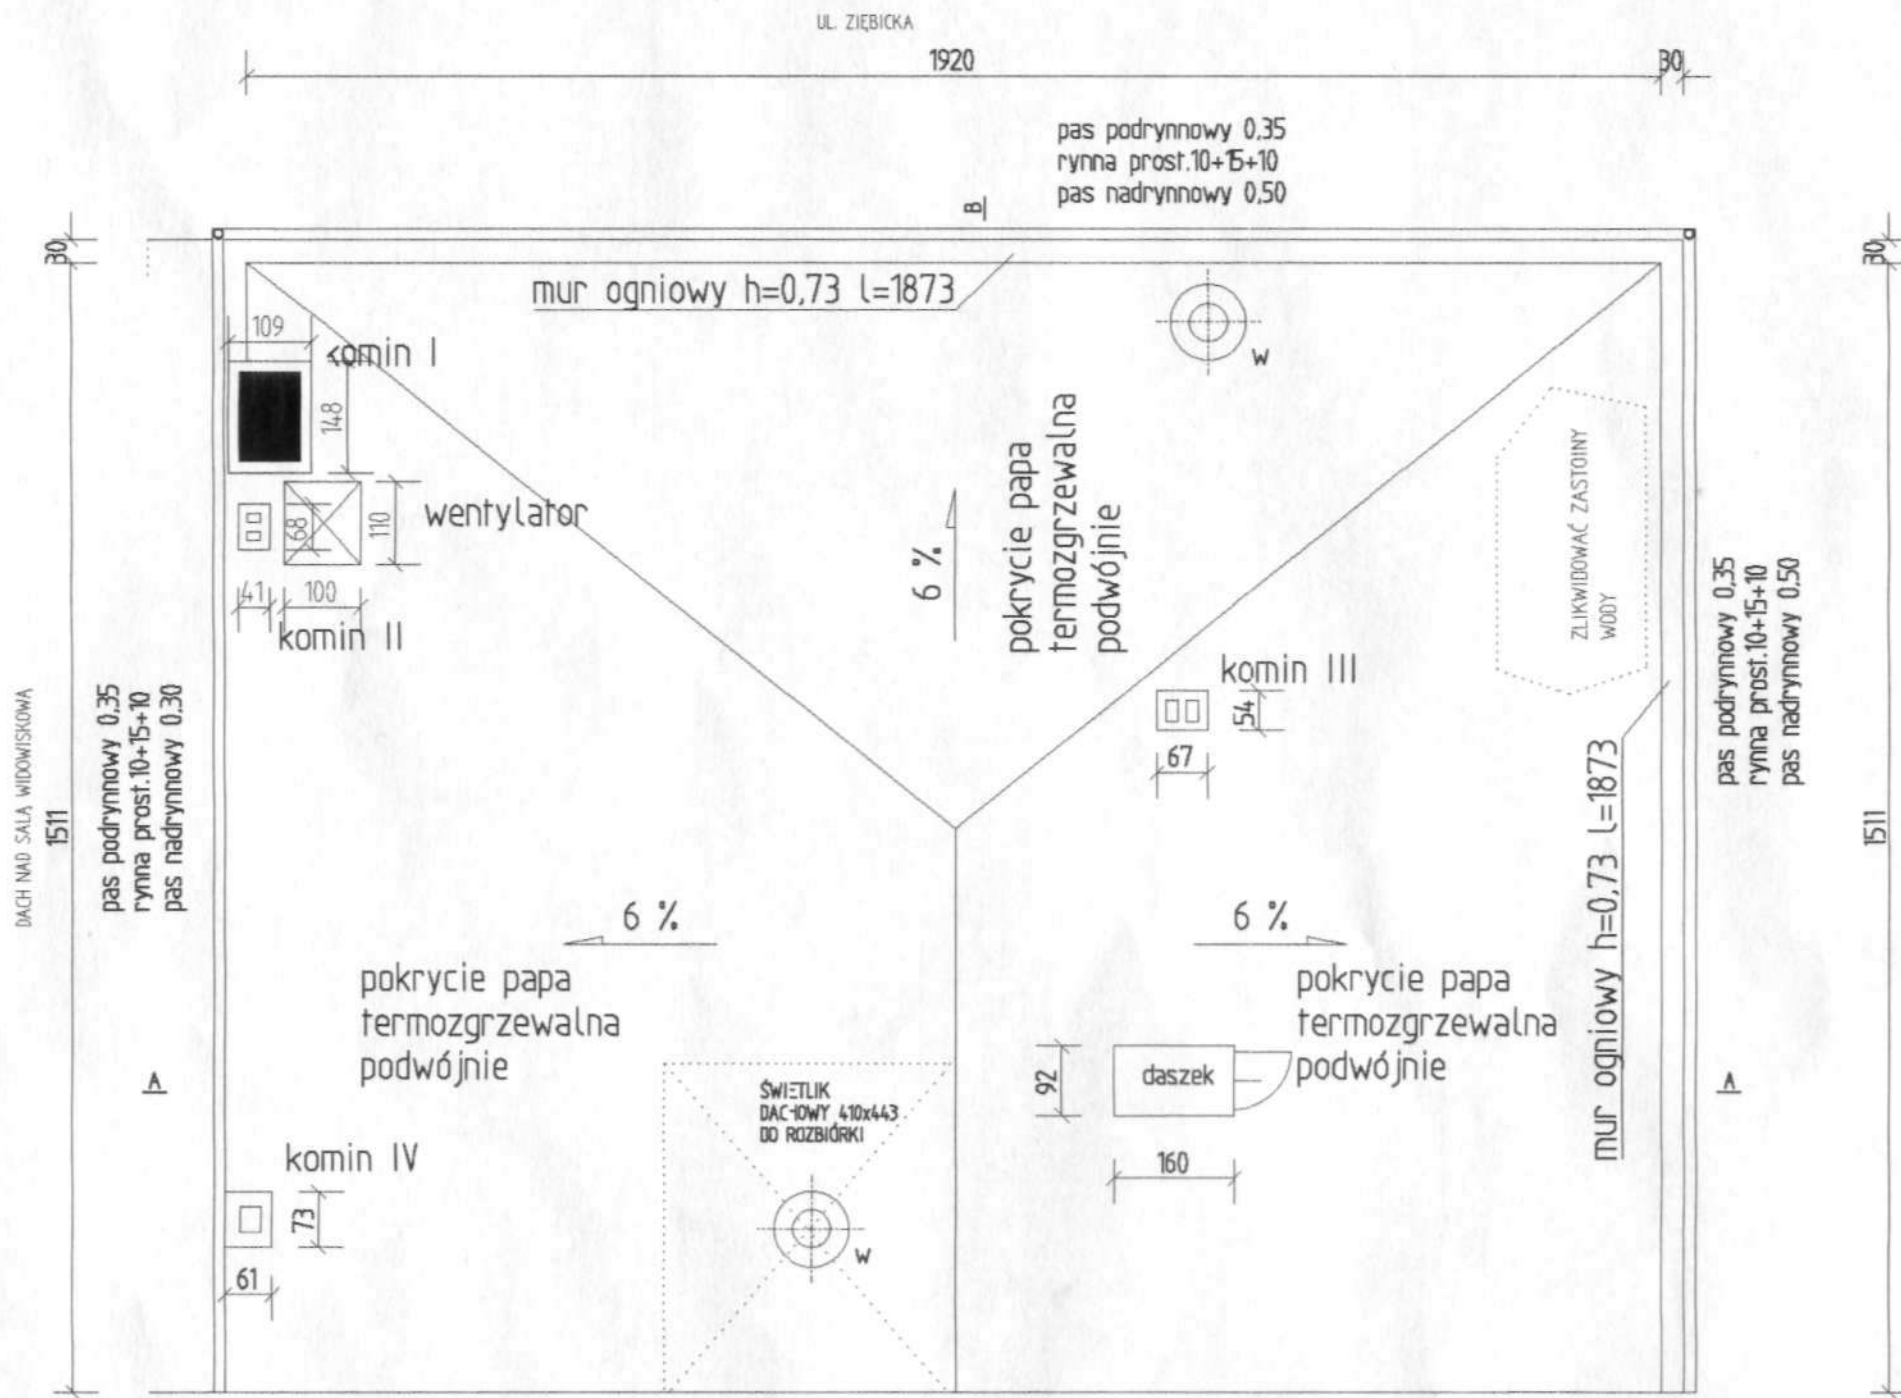 UL. ZIĘBICKA
1920
30
pas podrynnowy 0,35
rynna prost.10+15+10
pas nadrynnowy 0,50
B
30
30
mur ogniowy h=0,73 l=1873
109
komin I
148
W
wentylator
68
110
41
100
komin II
6 %
pokrycie papa
termozgrzewalna
podwójnie
ZLIKWIDOWAĆ ZASTOINY
WODY
komin III
54
67
DACH NAD SALĄ WIDOWISKOWA
1511
pas podrynnowy 0,35
rynna prost.10+15+10
pas nadrynnowy 0,30
pas podrynnowy 0,35
rynna prost.10+15+10
pas nadrynnowy 0,50
1511
mur ogniowy h=0,73 l=1873
6 %
6 %
pokrycie papa
termozgrzewalna
podwójnie
pokrycie papa
termozgrzewalna
podwójnie
A
A
ŚWIETLIK
DACHOWY 410x443
DO ROZBIÓRKI
92
daszek
160
komin IV
73
61
W